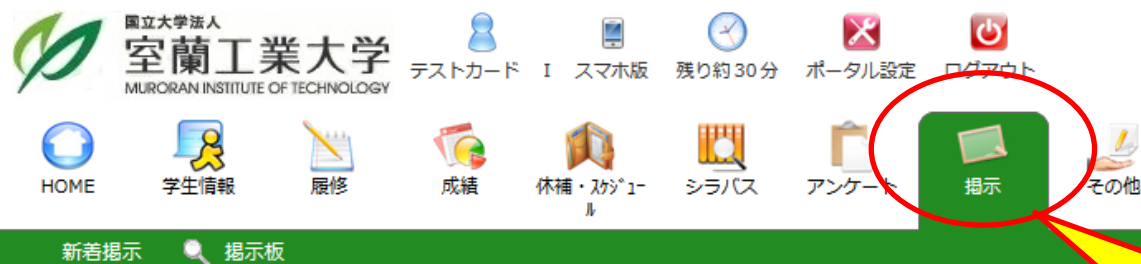 国立大学法人
室蘭工業大学
MURORAN INSTITUTE OF TECHNOLOGY
テストカード I スマホ版 残り約30分 ポータル設定 ログアウト
HOME 学生情報 履修 成績 休補・ｽｹｼﾞｭｰ
ﾙ シラバス アンケート 掲示 その他
新着掲示 掲示板